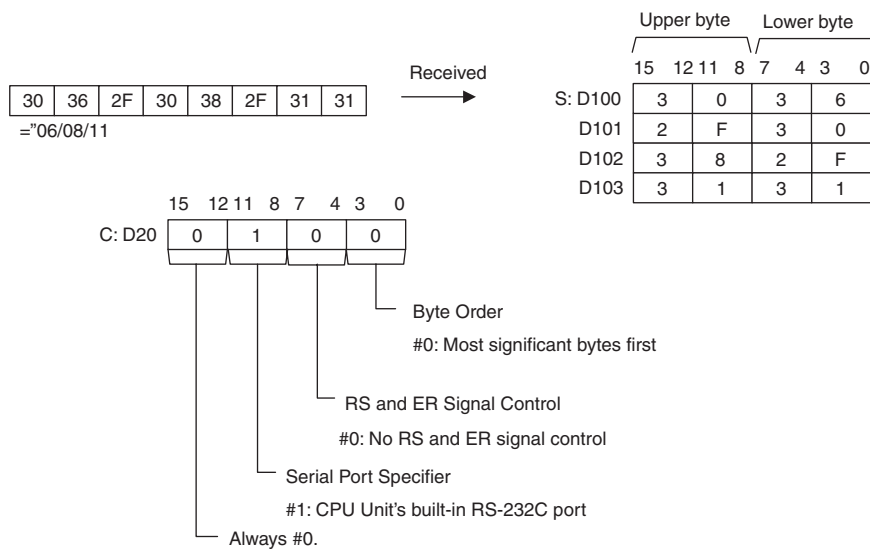 Upper byte Lower byte
15 12 11 8 7 4 3 0
Received
30 36 2F 30 38 2F 31 31
="06/08/11
S: D100 3 0 3 6
D101 2 F 3 0
D102 3 8 2 F
D103 3 1 3 1
15 12 11 8 7 4 3 0
C: D20 0 1 0 0
Byte Order
#0: Most significant bytes first
RS and ER Signal Control
#0: No RS and ER signal control
Serial Port Specifier
#1: CPU Unit's built-in RS-232C port
Always #0.